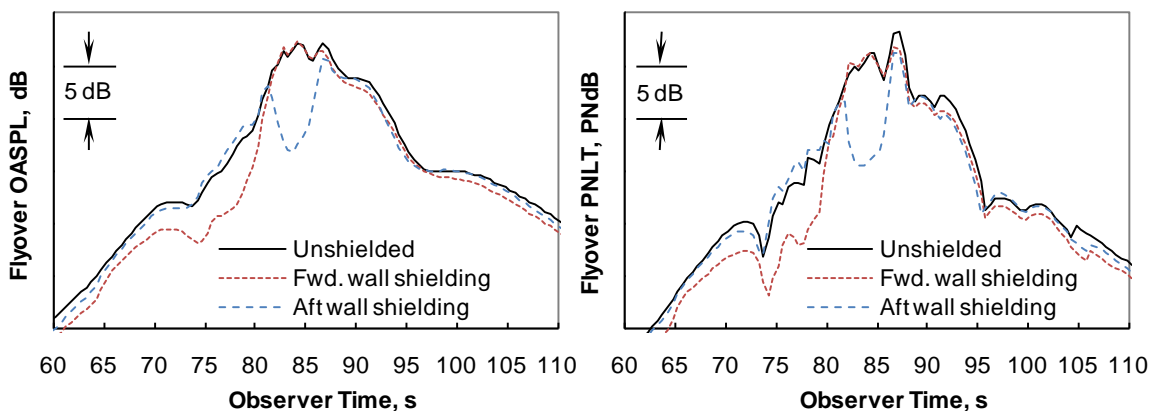 Flyover OASPL, dB
5 dB
Unshielded
Fwd. wall shielding
Aft wall shielding
60 65 70 75 80 85 90 95 100 105 110
Observer Time, s
Flyover PNLT, PNdB
5 dB
Unshielded
Fwd. wall shielding
Aft wall shielding
60 65 70 75 80 85 90 95 100 105 110
Observer Time, s